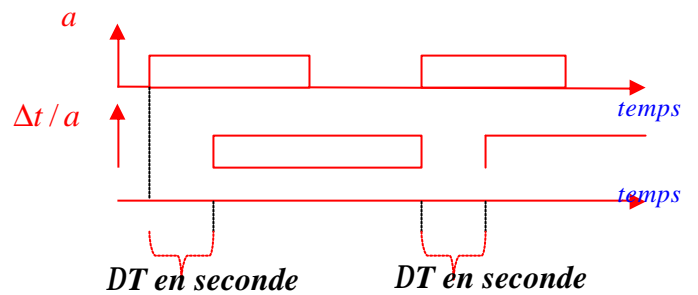 a
temps
Δt / a
temps
DT en seconde
DT en seconde